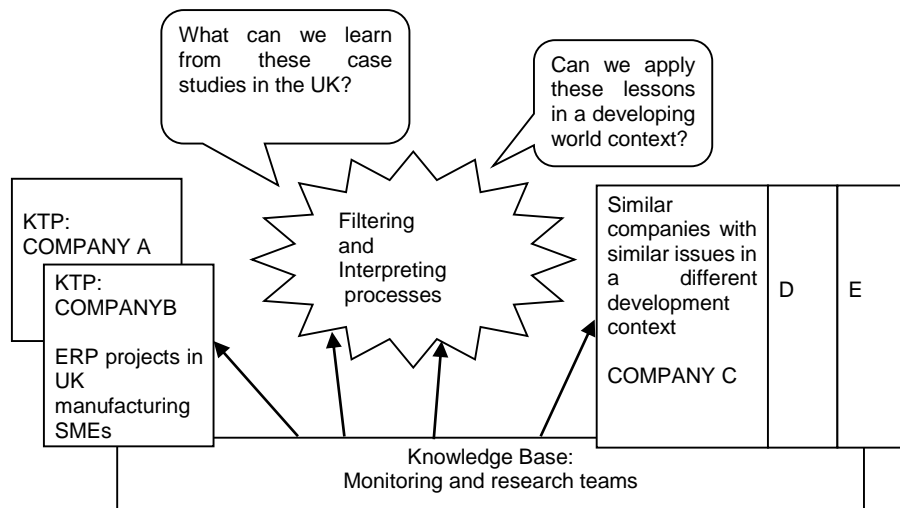 What can we learn
from these case
studies in the UK?
Can we apply
these lessons
in a developing
world context?
KTP:
COMPANY A
KTP:
COMPANYB
ERP projects in
UK
manufacturing
SMEs
Filtering
and
Interpreting
processes
Similar
companies with
similar issues in
a different
development
context
COMPANY C
D
E
Knowledge Base:
Monitoring and research teams